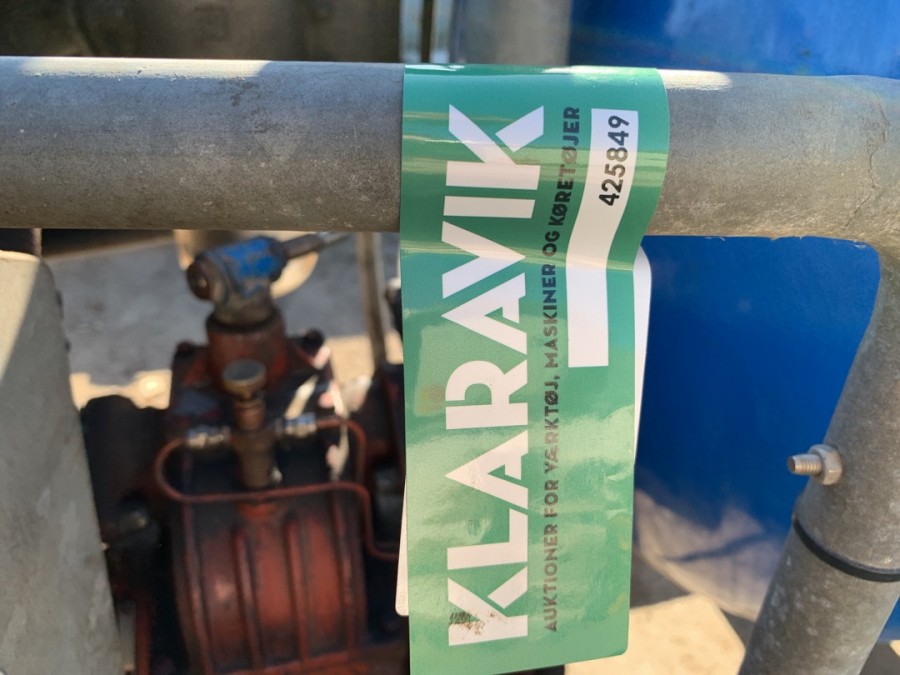 KLARAVIK
AUKTIONER FOR VÆRKTØJ, MASKINER OG KØRETØJER
425849